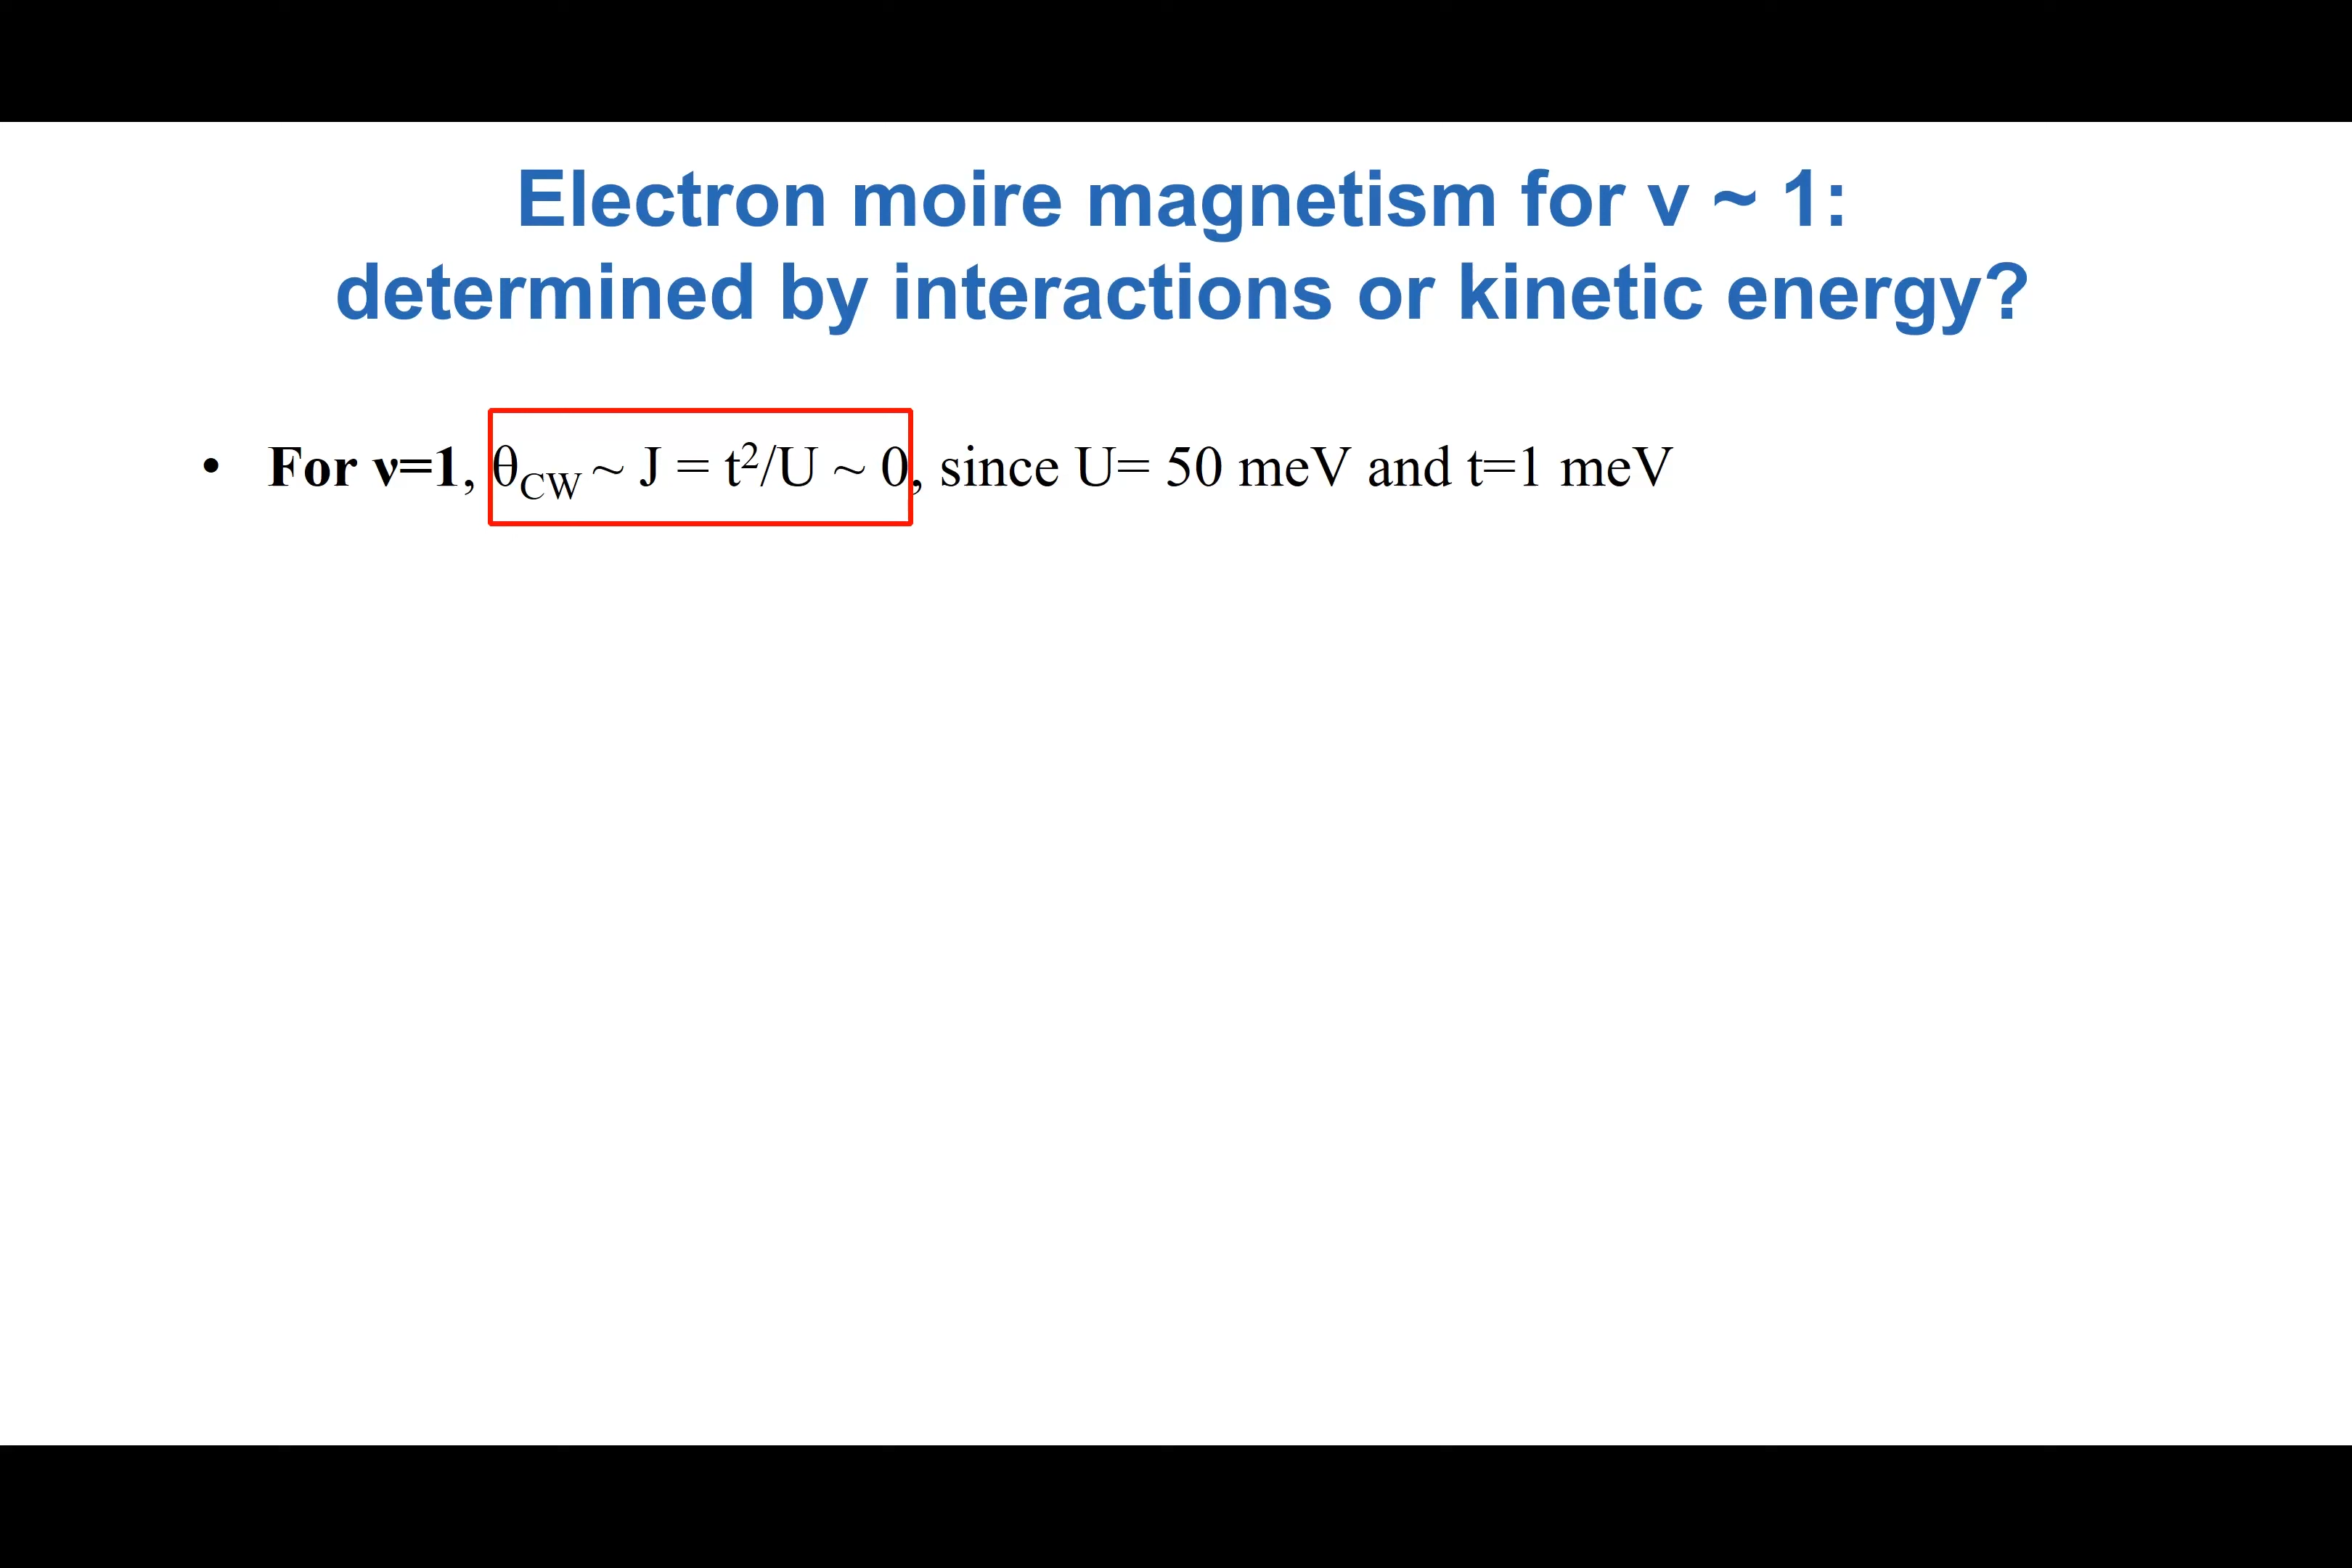 Electron moire magnetism for ν ~ 1:
determined by interactions or kinetic energy?
• For ν=1, θCW ~ J = t²/U ~ 0, since U= 50 meV and t=1 meV